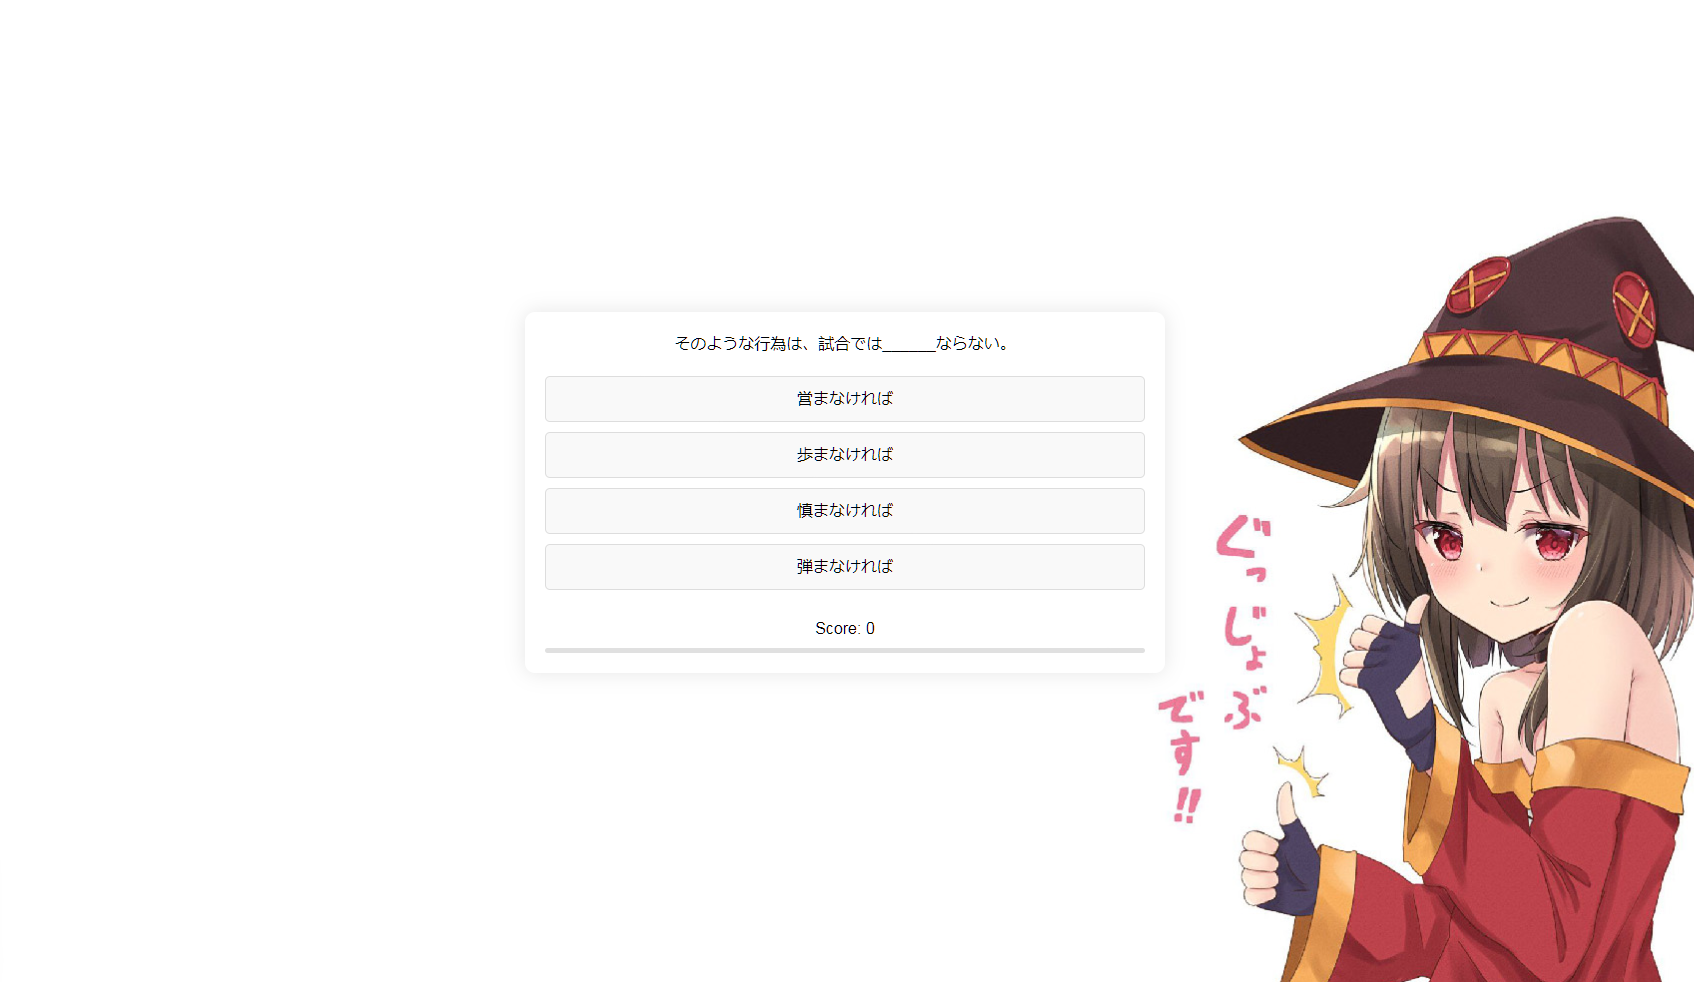 そのような行為は、試合では______ならない。
営まなければ
歩まなければ
慎まなければ
弾まなければ
Score: 0
ぐっじょぶ
です!!